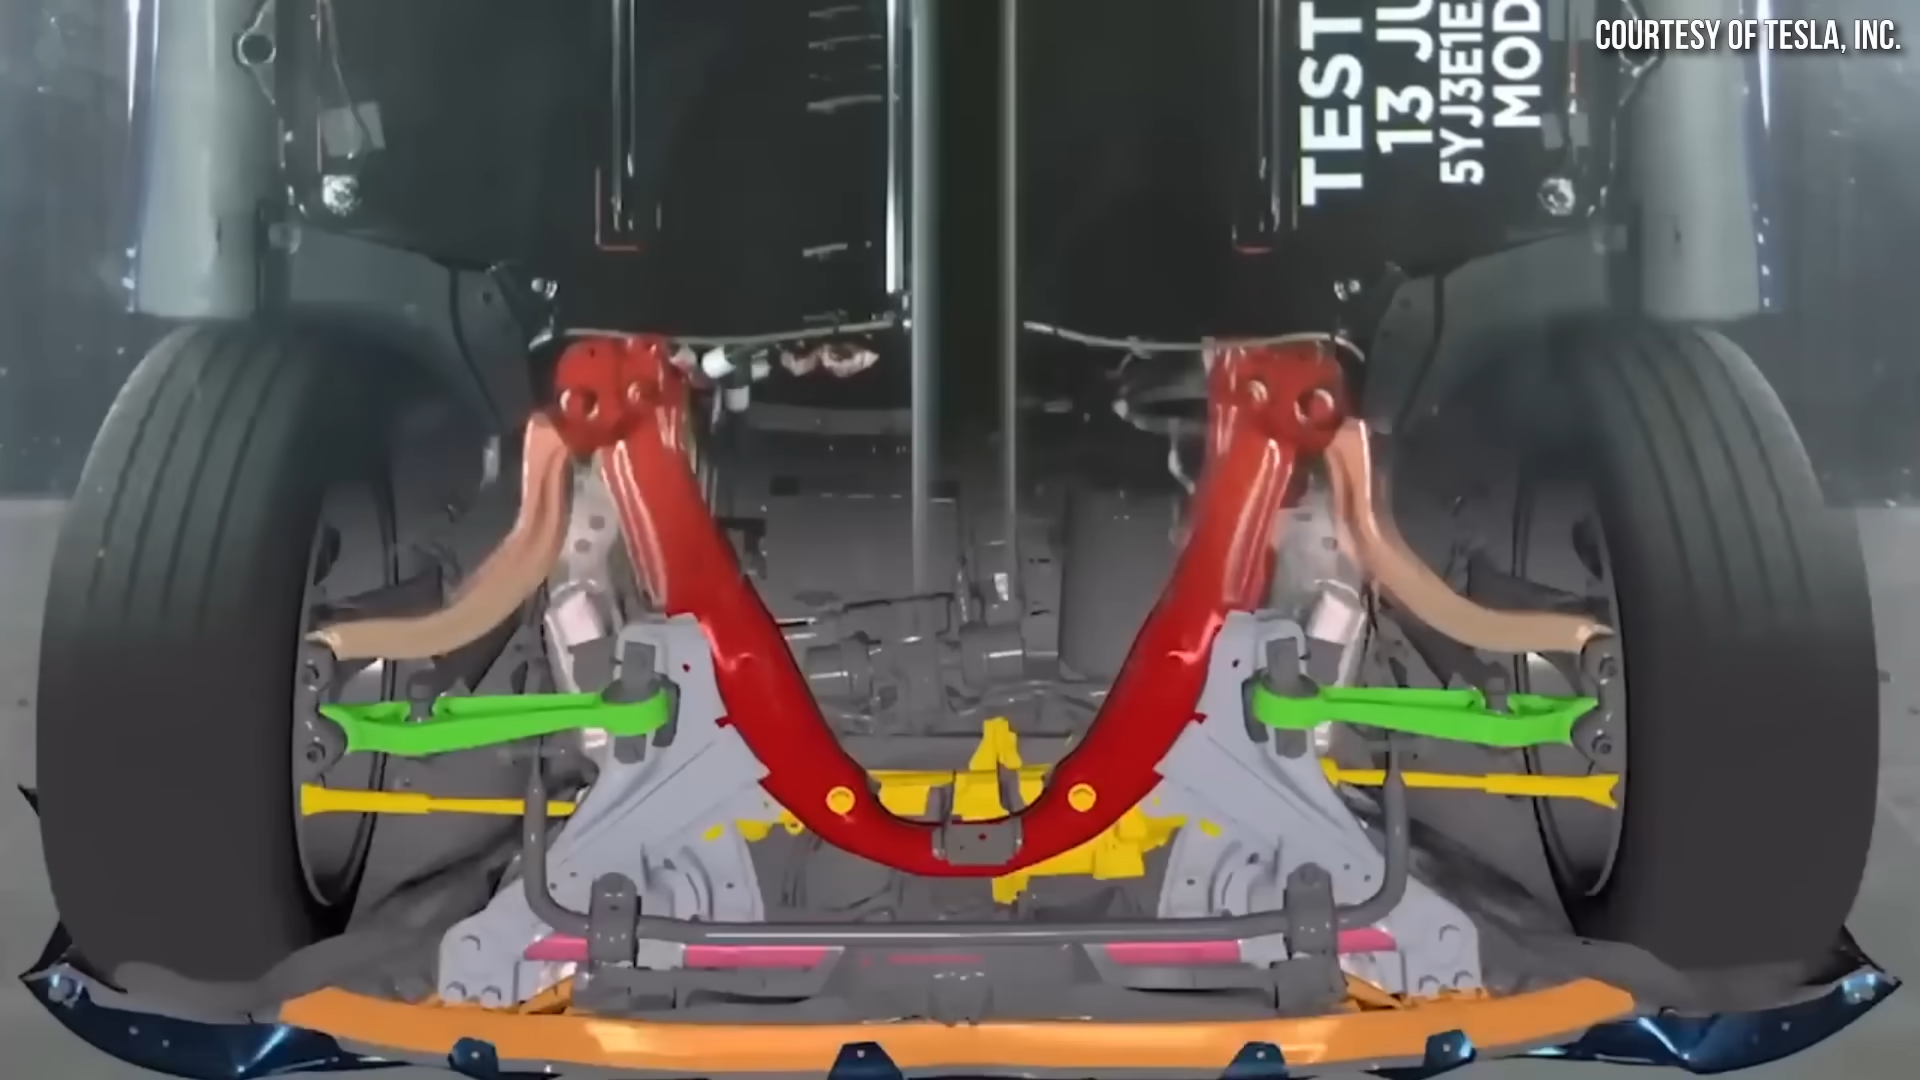 COURTESY OF TESLA, INC.
TEST
13 JU
5YJ3E1E
MOD